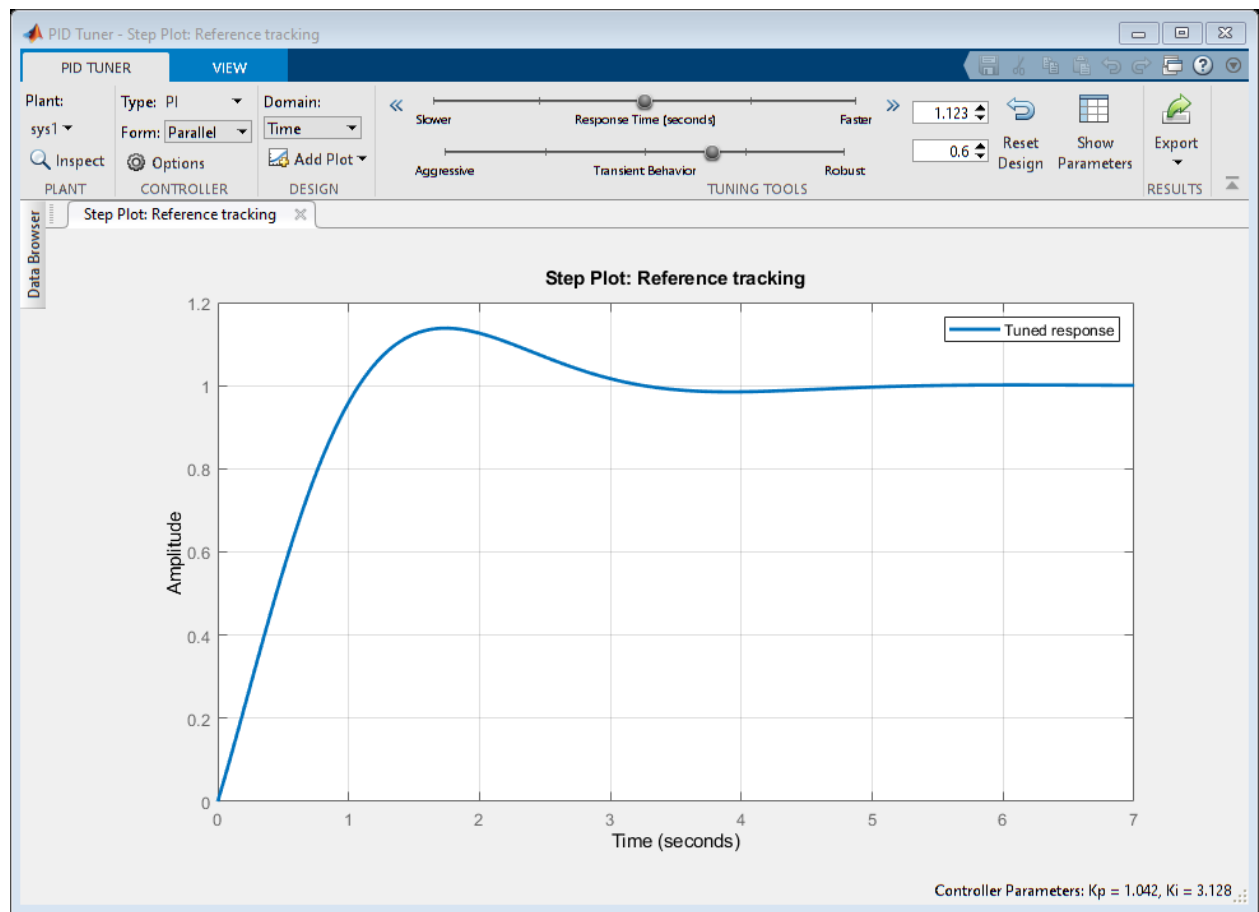 PID Tuner - Step Plot: Reference tracking
PID TUNER VIEW
Plant: Type: PI Domain:
sys1 Form: Parallel Time
Inspect Options Add Plot
PLANT CONTROLLER DESIGN
Slower Response Time (seconds) Faster 1.123
Aggressive Transient Behavior Robust 0.6
TUNING TOOLS
Reset Design
Show Parameters
Export
RESULTS
Step Plot: Reference tracking
Data Browser
Step Plot: Reference tracking
Tuned response
1.2
1
0.8
0.6
0.4
0.2
0
Amplitude
0 1 2 3 4 5 6 7
Time (seconds)
Controller Parameters: Kp = 1.042, Ki = 3.128